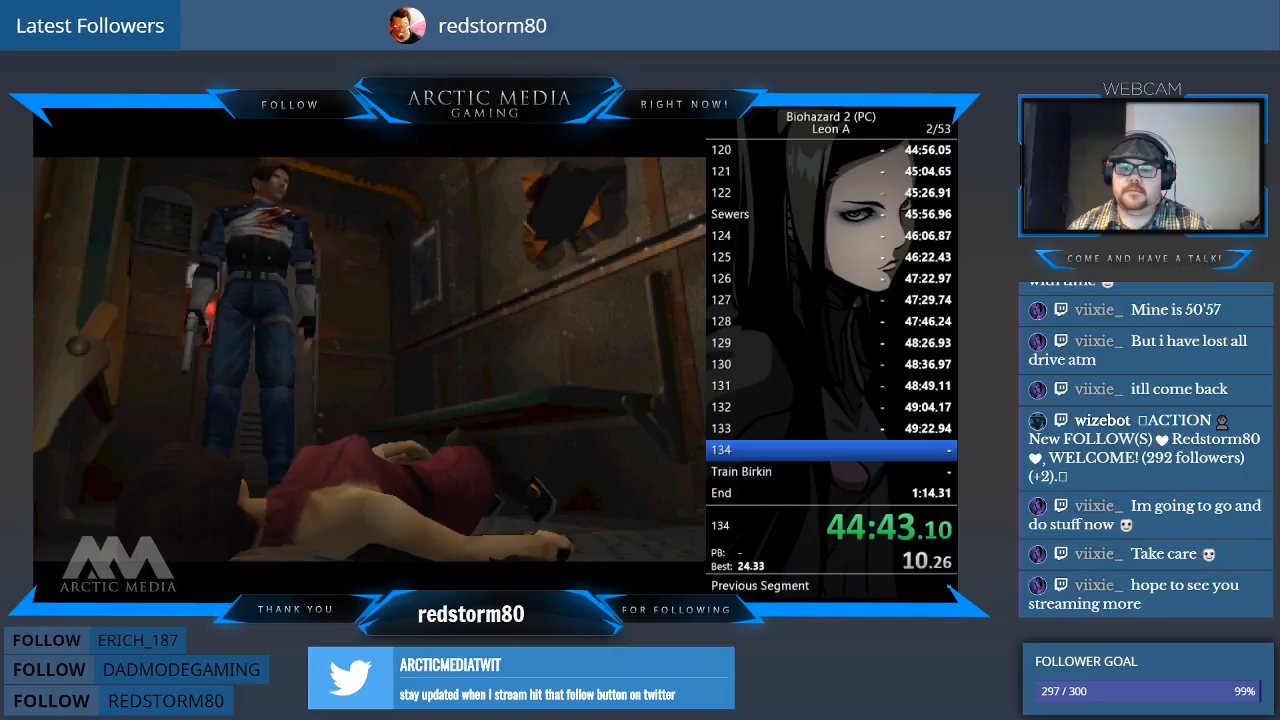 Latest Followers
redstorm80
FOLLOW
ARCTIC MEDIA
GAMING
RIGHT NOW!
Biohazard 2 (PC)
Leon A 2/53
120 - 44:56.05
121 - 45:04.65
122 - 45:26.91
Sewers - 45:56.96
124 - 46:06.87
125 - 46:22.43
126 - 47:22.97
127 - 47:29.74
128 - 47:46.24
129 - 48:26.93
130 - 48:36.97
131 - 48:49.11
132 - 49:04.17
133 - 49:22.94
134 -
Train Birkin -
End 1:14.31
134 44:43.10
PB: -
Best: 24.33 10.26
Previous Segment -
ARCTIC MEDIA
THANK YOU
redstorm80
FOR FOLLOWING
WEBCAM
COME AND HAVE A TALK!
viixie_ Mine is 50'57
viixie_ But i have lost all
drive atm
viixie_ itll come back
wizebot ACTION
New FOLLOW(S) Redstorm80
, WELCOME! (292 followers)
(+2).
viixie_ Im going to go and
do stuff now
viixie_ Take care
viixie_ hope to see you
streaming more
FOLLOW ERICH_187
FOLLOW DADMODEGAMING
FOLLOW REDSTORM80
ARCTICMEDIATWIT
stay updated when I stream hit that follow button on twitter
FOLLOWER GOAL
297 / 300 99%